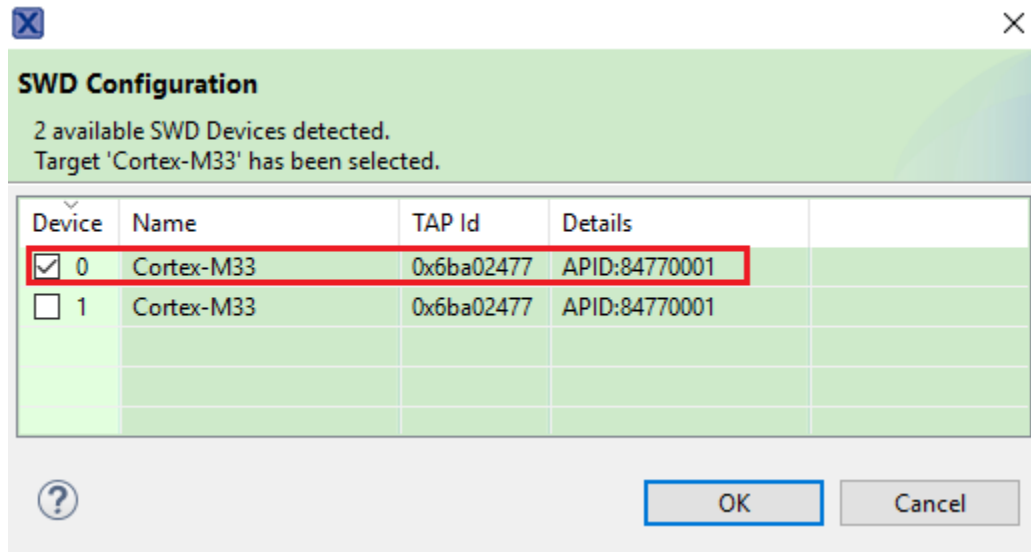 SWD Configuration
2 available SWD Devices detected.
Target 'Cortex-M33' has been selected.
Device Name TAP Id Details
0 Cortex-M33 0x6ba02477 APID:84770001
1 Cortex-M33 0x6ba02477 APID:84770001
OK Cancel